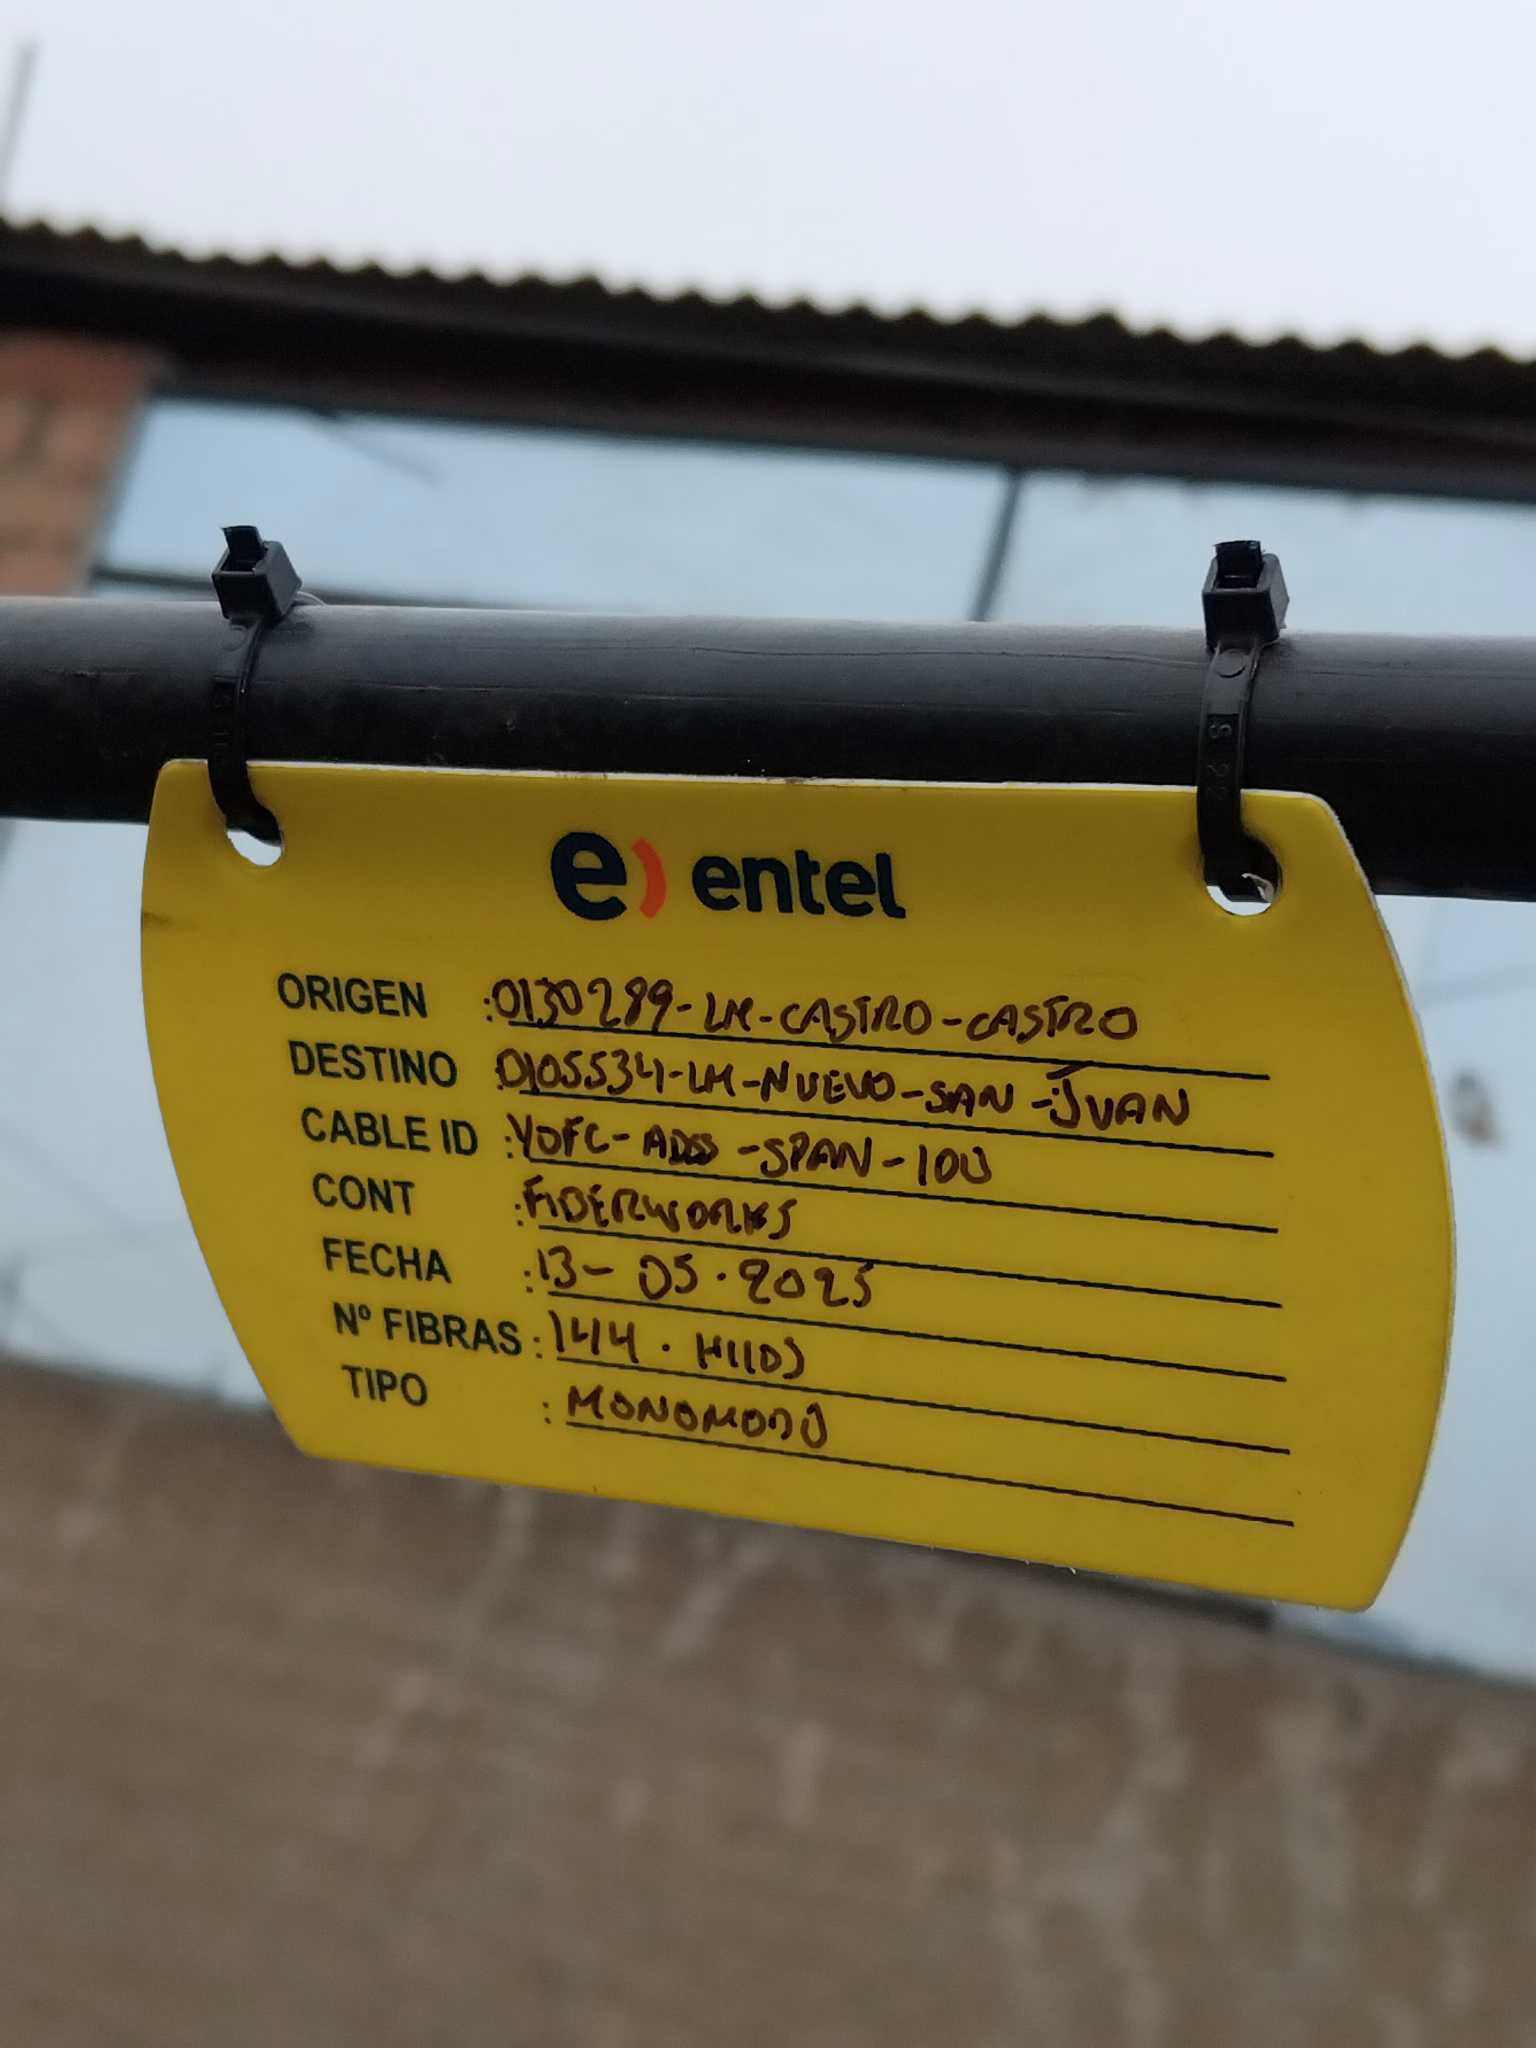 e) entel
ORIGEN : 0130289-LM-CASTRO-CASTRO
DESTINO : 0105534-LM-NUEVO-SAN-JUAN
CABLE ID : YOFC-ADSS-SPAN-100
CONT : FIBERWORKS
FECHA : 13-05.2025
Nº FIBRAS : 144. HILOS
TIPO : MONOMODO